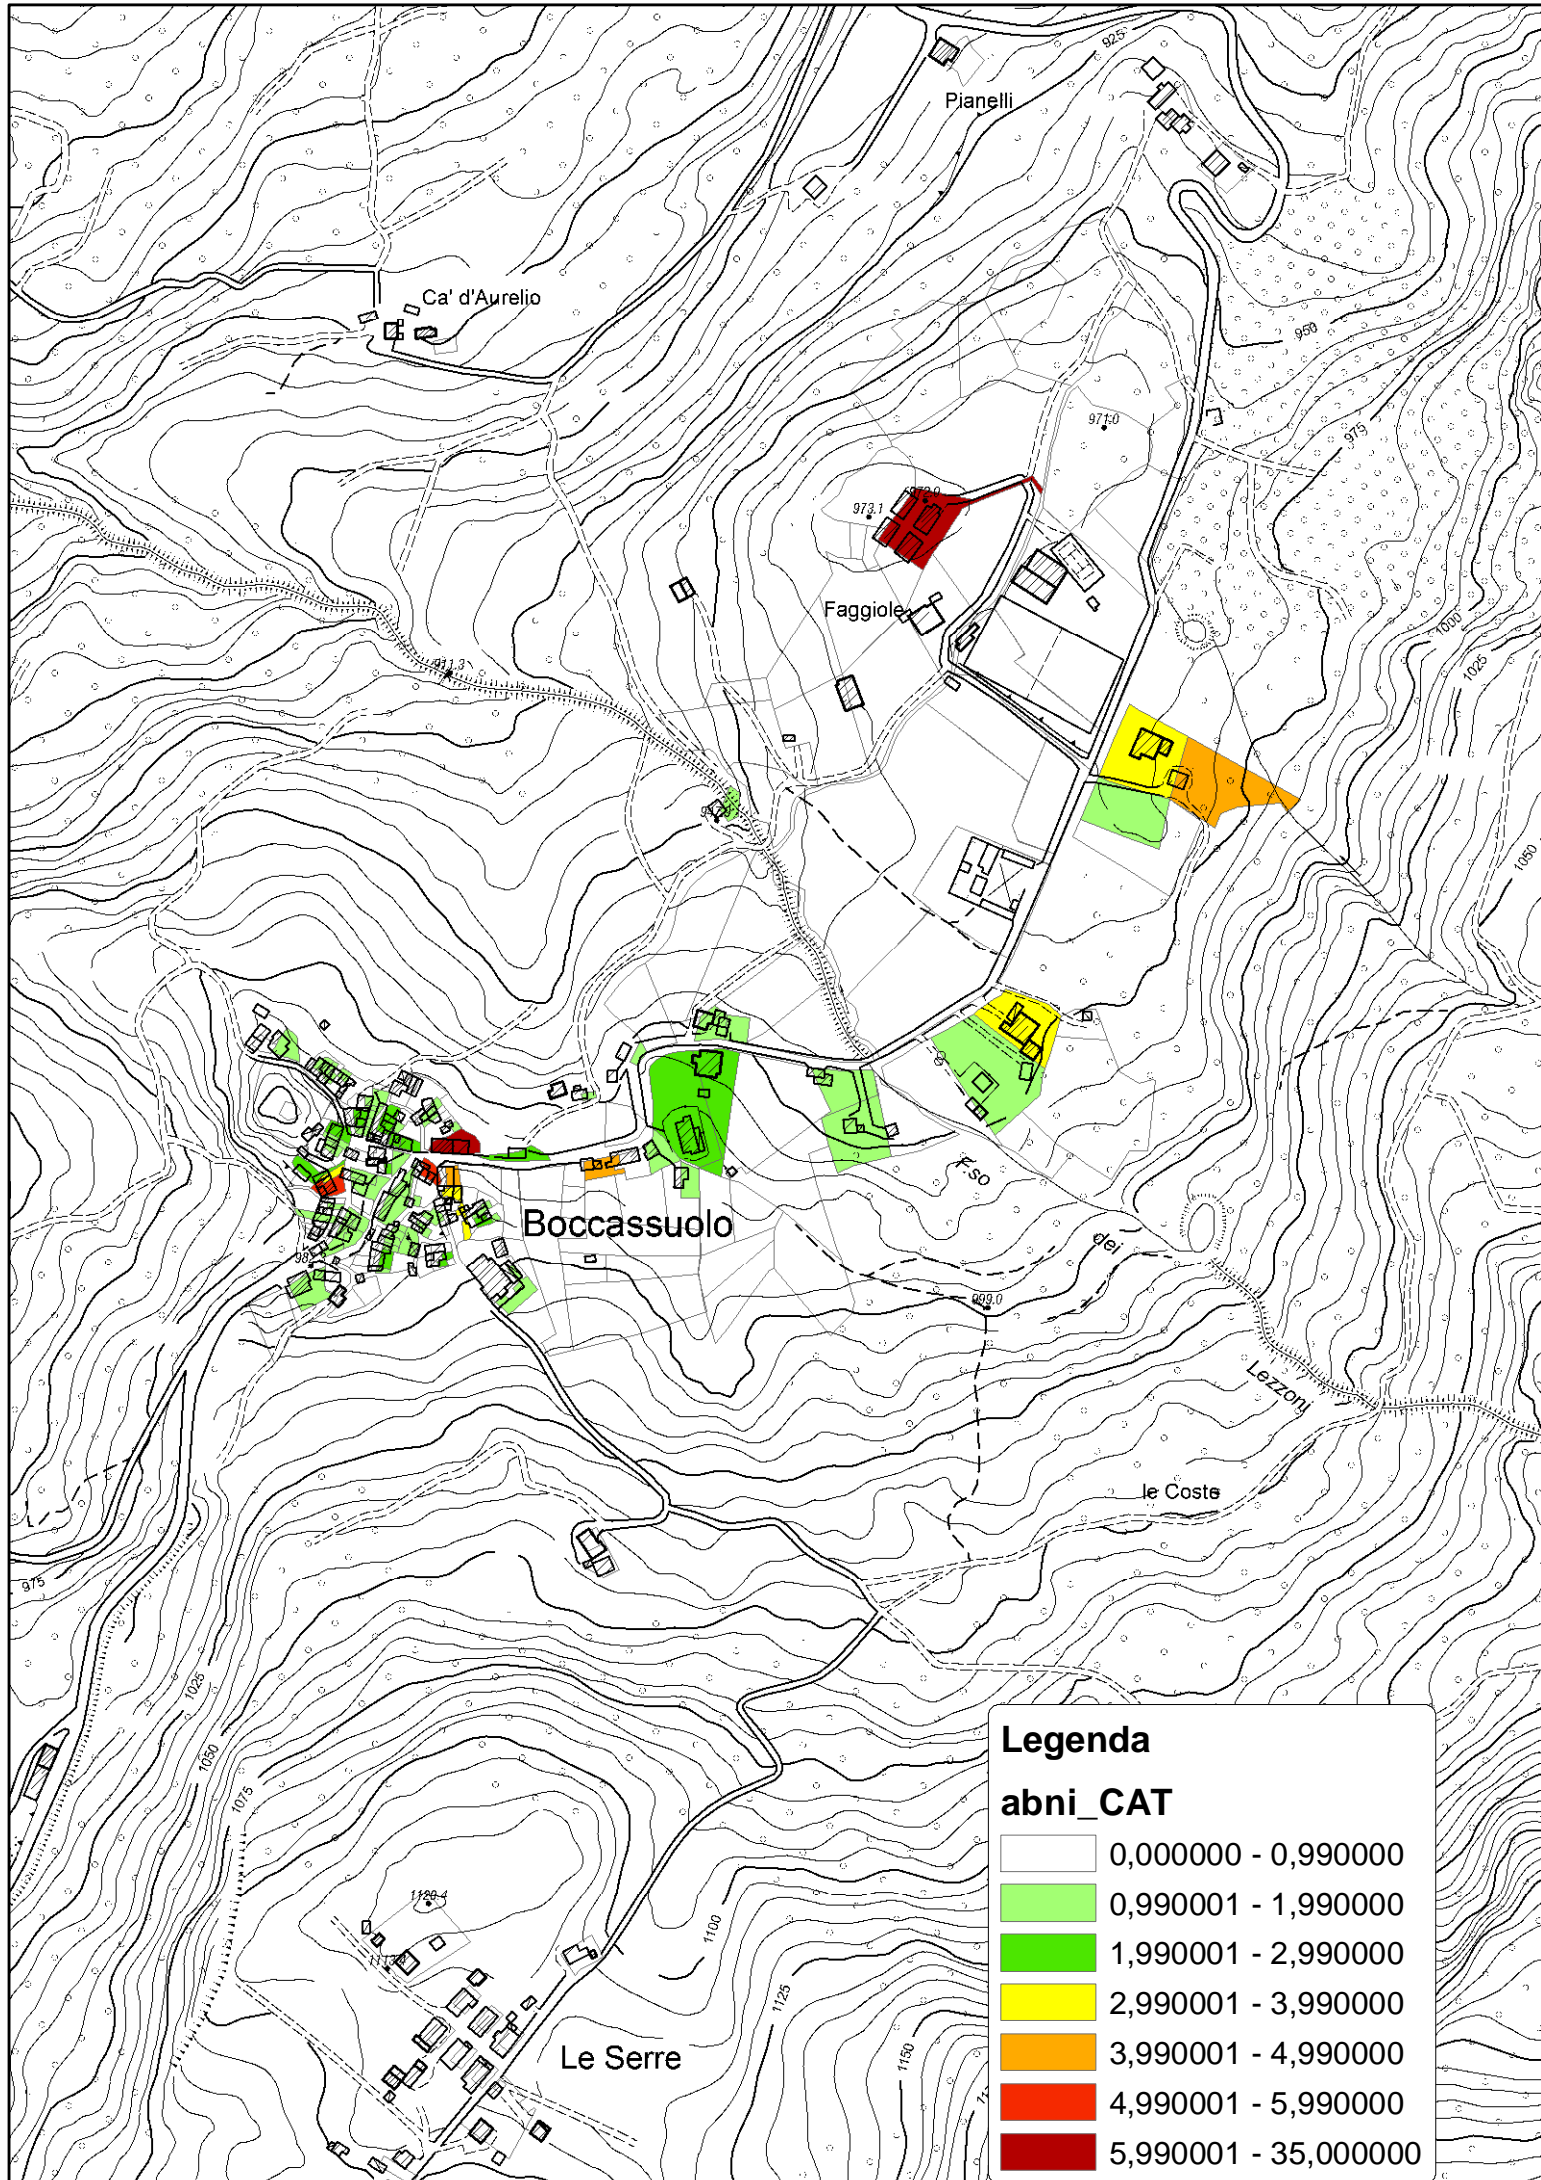 925
Pianelli
Ca' d'Aurelio
950
971.0
975
973.1
Faggiole
1000
1025
911.3
1050
Boccassuolo
F.so
dei
999.0
Lezzoni
le Coste
975
1025
1050
1075
Legenda
abni_CAT
0,000000 - 0,990000
0,990001 - 1,990000
1,990001 - 2,990000
2,990001 - 3,990000
3,990001 - 4,990000
4,990001 - 5,990000
5,990001 - 35,000000
1120.4
1100
1125
1150
Le Serre